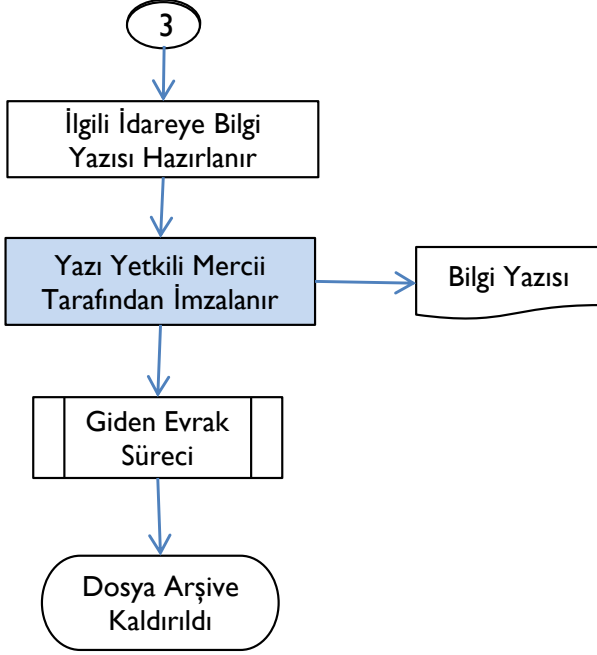 3
İlgili İdareye Bilgi
Yazısı Hazırlanır
Yazı Yetkili Mercii
Tarafından İmzalanır
Bilgi Yazısı
Giden Evrak
Süreci
Dosya Arşive
Kaldırıldı